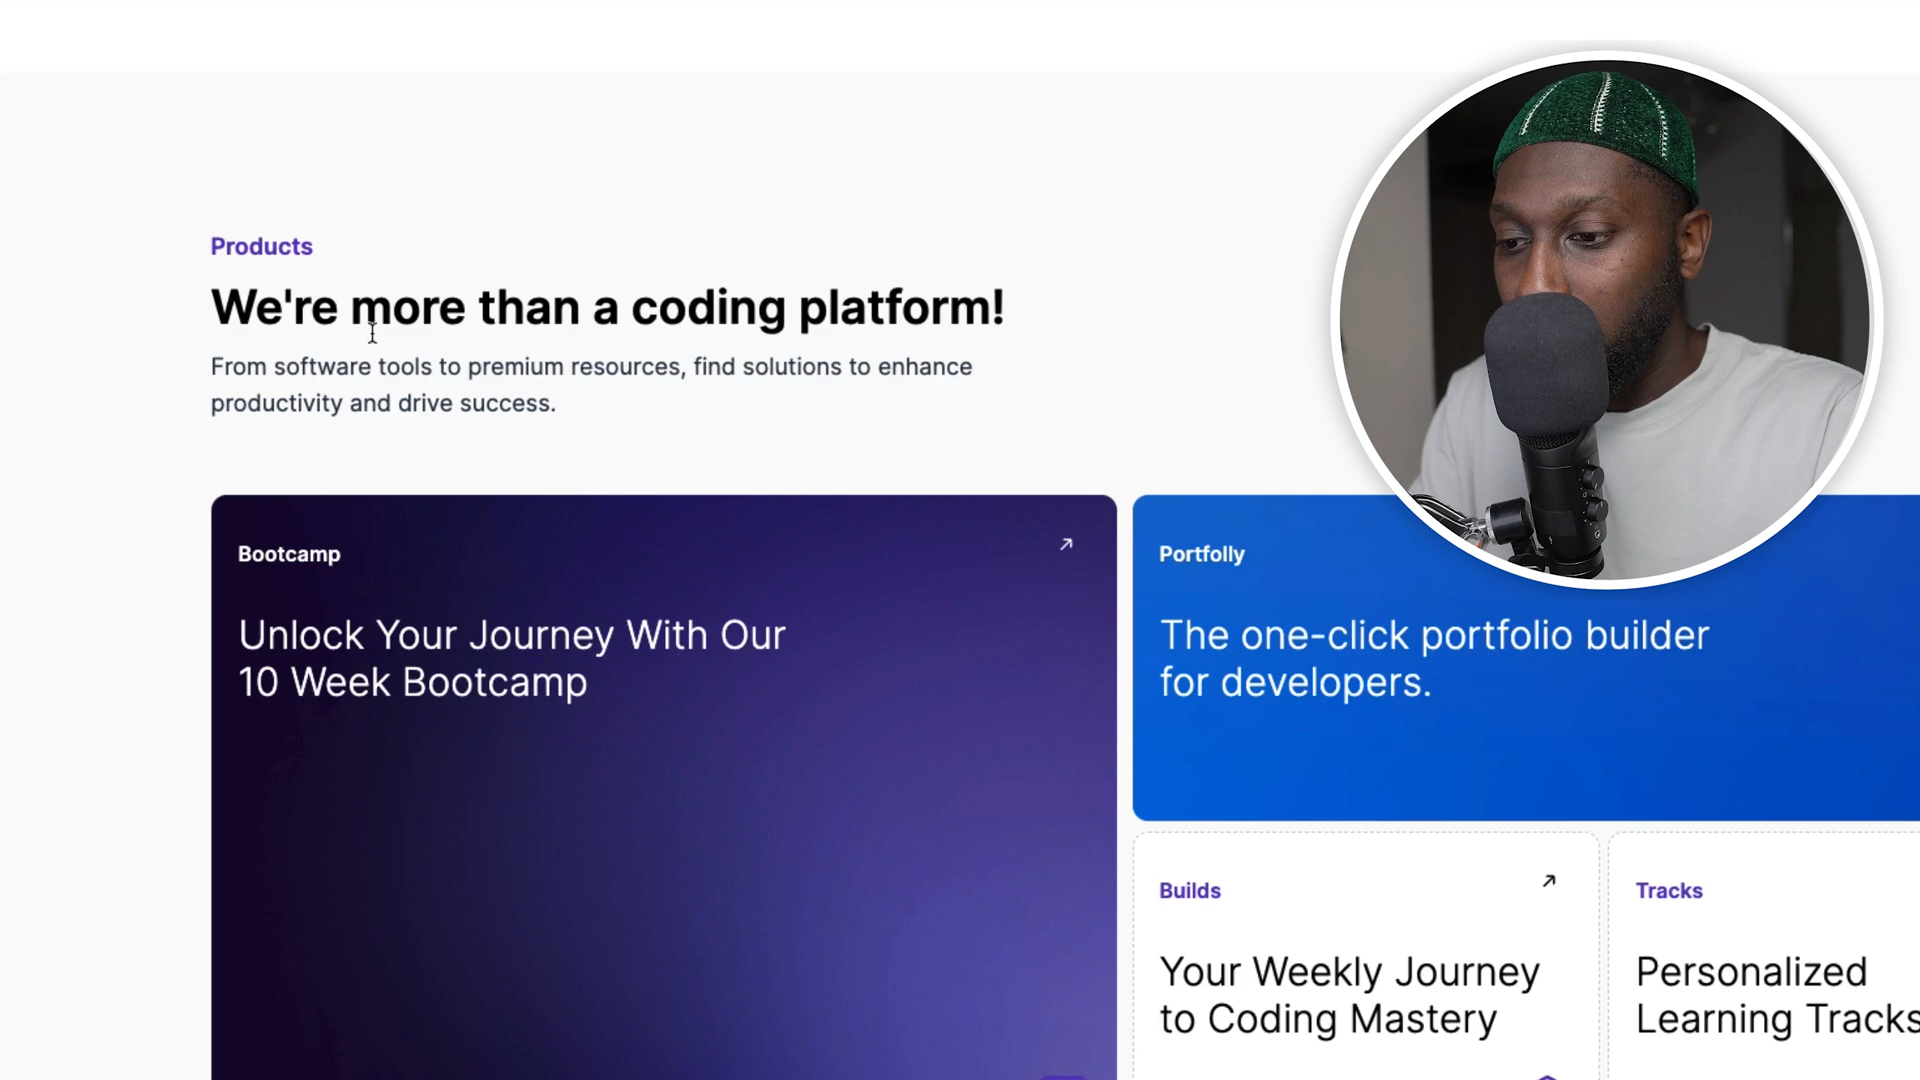 Products
We're more than a coding platform!
From software tools to premium resources, find solutions to enhance
productivity and drive success.
Bootcamp
Unlock Your Journey With Our
10 Week Bootcamp
Portfolly
The one-click portfolio builder
for developers.
Builds
Your Weekly Journey
to Coding Mastery
Tracks
Personalized
Learning Tracks